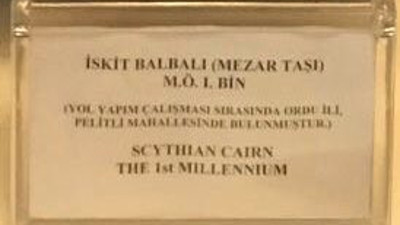 İSKİT BALBALI (MEZAR TAŞI)
M.Ö. I. BİN
(YOL YAPIM ÇALIŞMASI SIRASINDA ORDU İLİ,
PELİTLİ MAHALLESİNDE BULUNMUŞTUR.)
SCYTHIAN CAIRN
THE 1st MILLENNIUM